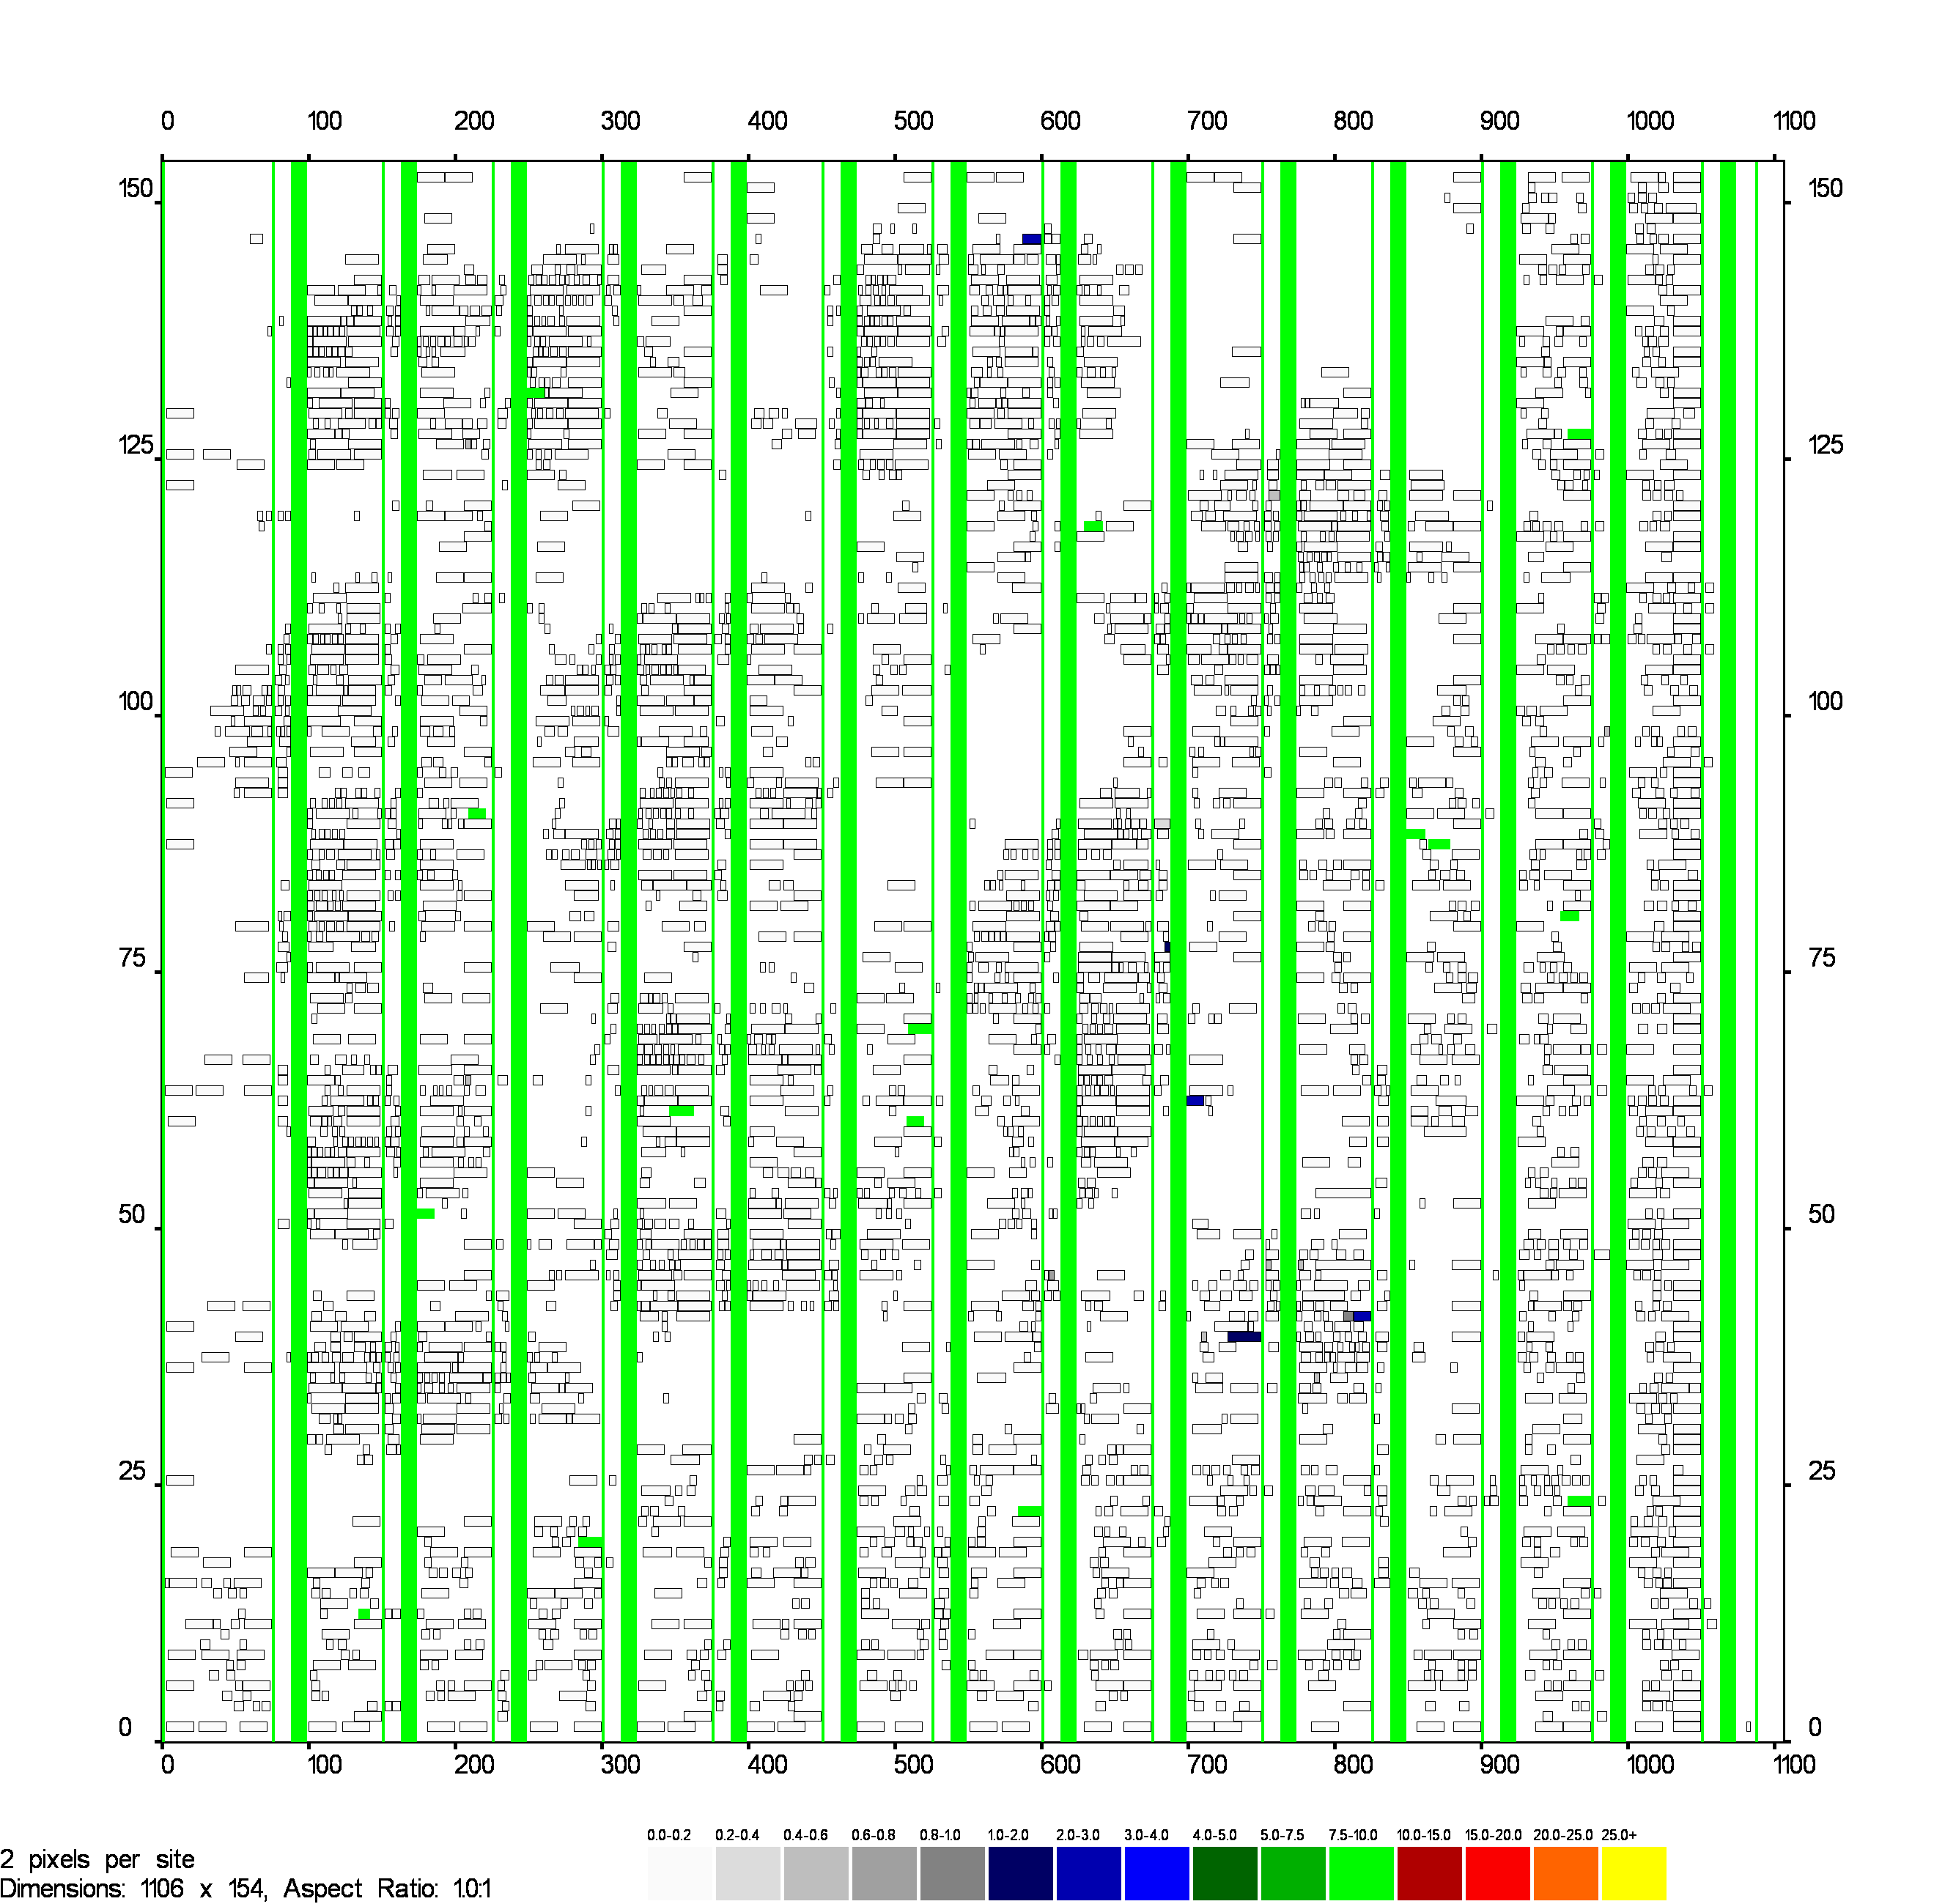 0 100 200 300 400 500 600 700 800 900 1000 1100
150 150
125 125
100 100
75 75
50 50
25 25
0 0
0 100 200 300 400 500 600 700 800 900 1000 1100
0.0-0.2 0.2-0.4 0.4-0.6 0.6-0.8 0.8-1.0 1.0-2.0 2.0-3.0 3.0-4.0 4.0-5.0 5.0-7.5 7.5-10.0 10.0-15.0 15.0-20.0 20.0-25.0 25.0+
2 pixels per site
Dimensions: 1106 x 154, Aspect Ratio: 1.0:1